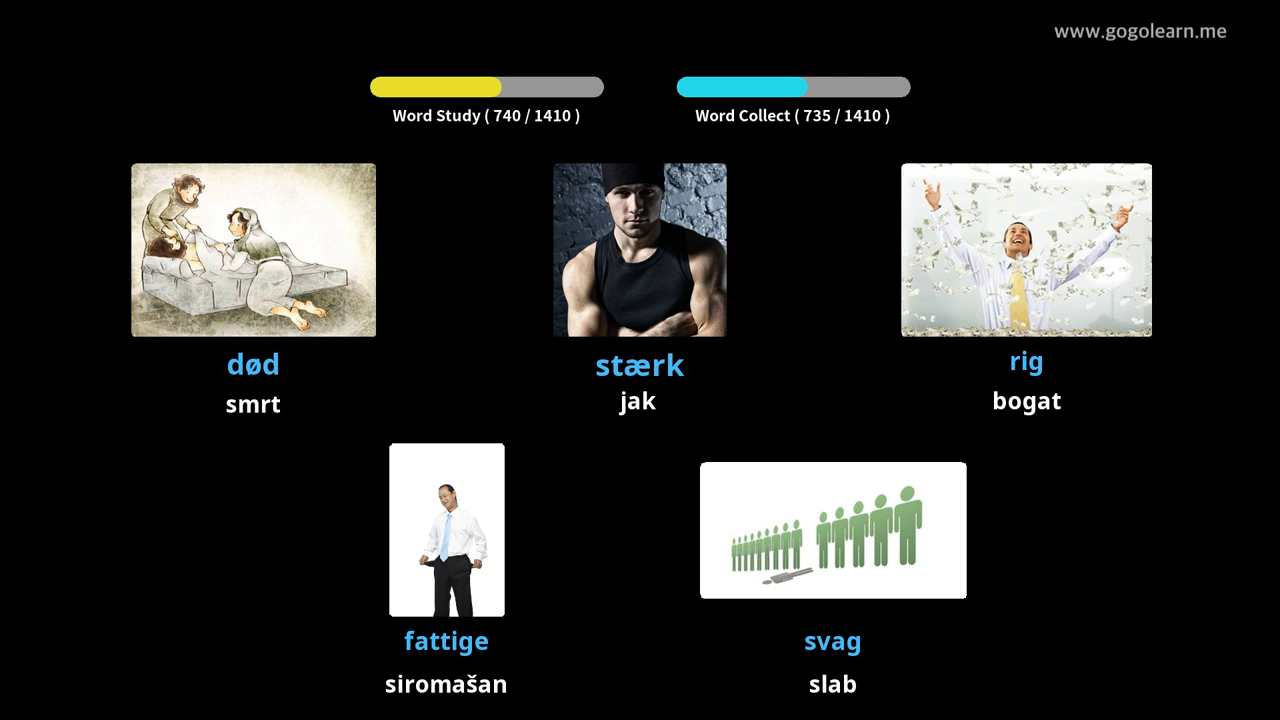 www.gogolearn.me
Word Study ( 740 / 1410 )
Word Collect ( 735 / 1410 )
død
smrt
stærk
jak
rig
bogat
fattige
siromašan
svag
slab